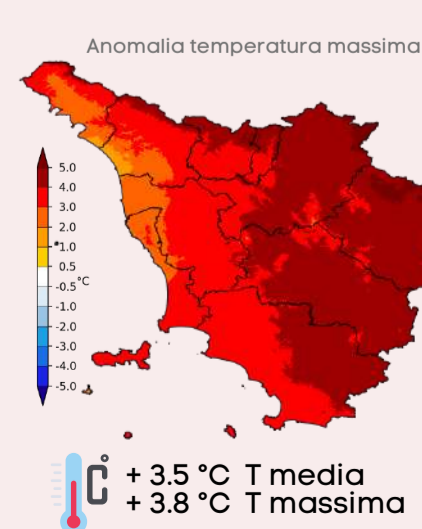 Anomalia temperatura massima
5.0
4.0
3.0
2.0
1.0
0.5
-0.5
°C
-1.0
-2.0
-3.0
-4.0
-5.0
°C
+ 3.5 °C T media
+ 3.8 °C T massima